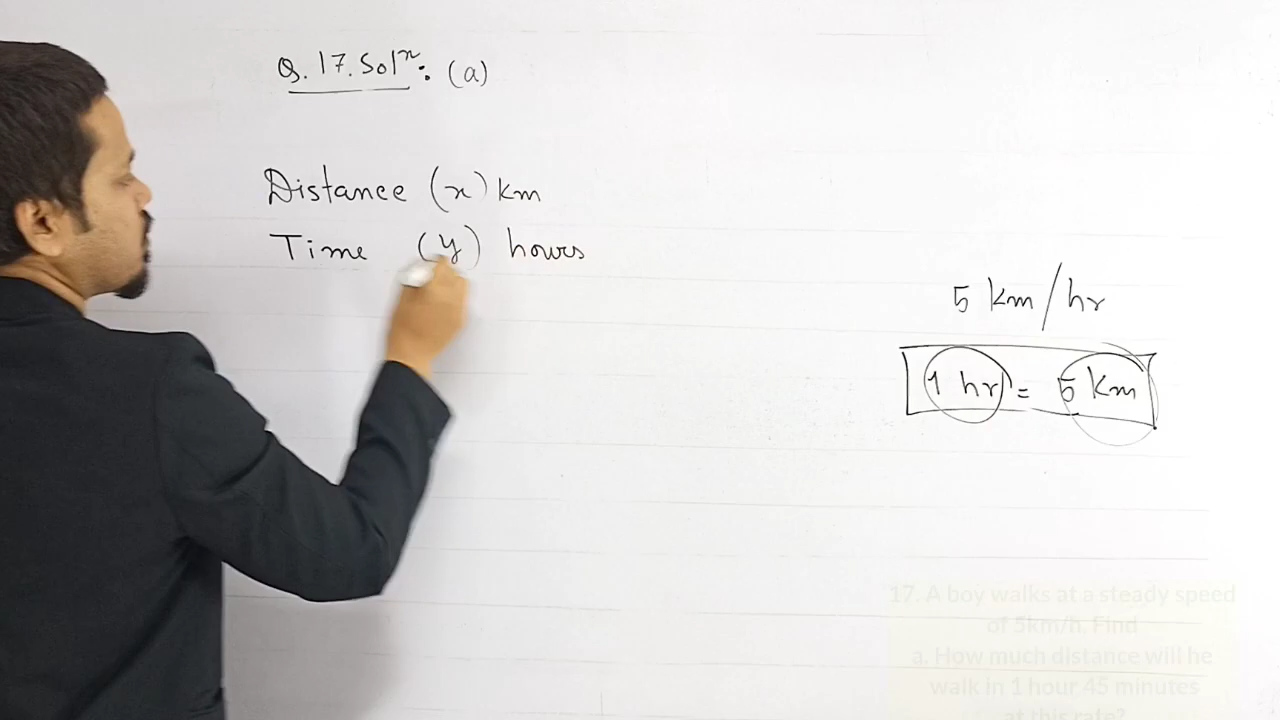 Q. 17. Solⁿ: (a)
Distance (x) km
Time (y) hours
5 km/hr
1 hr = 5 km
17. A boy walks at a steady speed
of 5km/h. Find
a. How much distance will he
walk in 1 hour 45 minutes
at this rate?